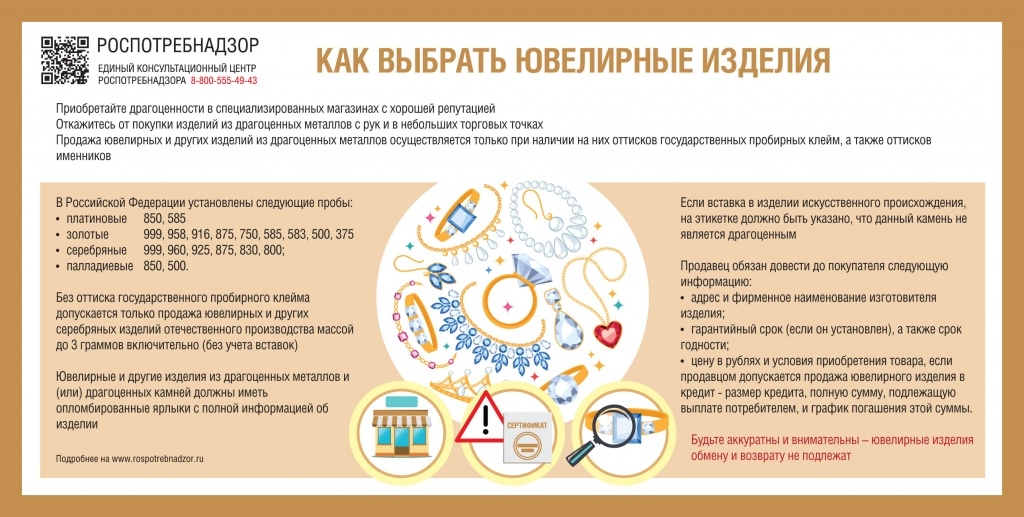 РОСПОТРЕБНАДЗОР
ЕДИНЫЙ КОНСУЛЬТАЦИОННЫЙ ЦЕНТР
РОСПОТРЕБНАДЗОРА 8-800-555-49-43
КАК ВЫБРАТЬ ЮВЕЛИРНЫЕ ИЗДЕЛИЯ
Приобретайте драгоценности в специализированных магазинах с хорошей репутацией
Откажитесь от покупки изделий из драгоценных металлов с рук и в небольших торговых точках
Продажа ювелирных и других изделий из драгоценных металлов осуществляется только при наличии на них оттисков государственных пробирных клейм, а также оттисков
именников
В Российской Федерации установлены следующие пробы:
• платиновые 850, 585
• золотые 999, 958, 916, 875, 750, 585, 583, 500, 375
• серебряные 999, 960, 925, 875, 830, 800;
• палладиевые 850, 500.
Без оттиска государственного пробирного клейма
допускается только продажа ювелирных и других
серебряных изделий отечественного производства массой
до 3 граммов включительно (без учета вставок)
Ювелирные и другие изделия из драгоценных металлов и
(или) драгоценных камней должны иметь
опломбированные ярлыки с полной информацией об
изделии
Подробнее на www.rospotrebnadzor.ru
СЕРТИФИКАТ
Если вставка в изделии искусственного происхождения,
на этикетке должно быть указано, что данный камень не
является драгоценным
Продавец обязан довести до покупателя следующую
информацию:
• адрес и фирменное наименование изготовителя
изделия;
• гарантийный срок (если он установлен), а также срок
годности;
• цену в рублях и условия приобретения товара, если
продавцом допускается продажа ювелирного изделия в
кредит - размер кредита, полную сумму, подлежащую
выплате потребителем, и график погашения этой суммы.
Будьте аккуратны и внимательны – ювелирные изделия
обмену и возврату не подлежат